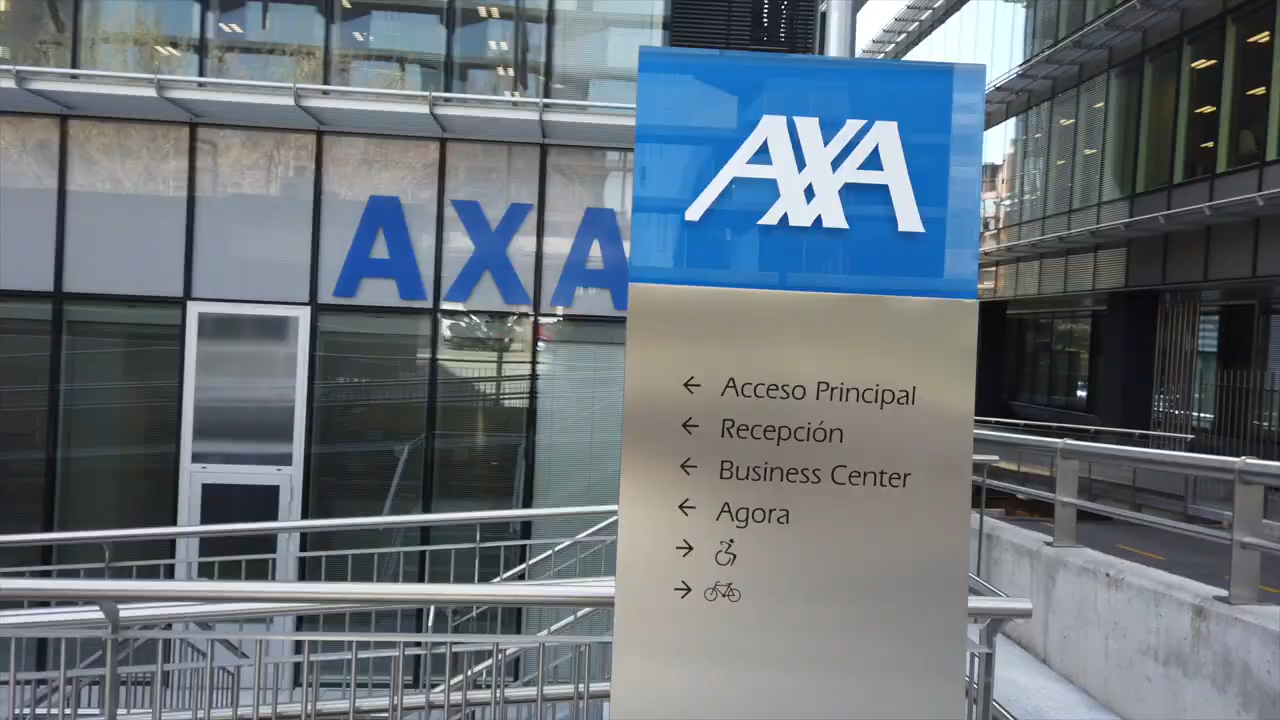 AXA
AXA
← Acceso Principal
← Recepción
← Business Center
← Agora
→
→